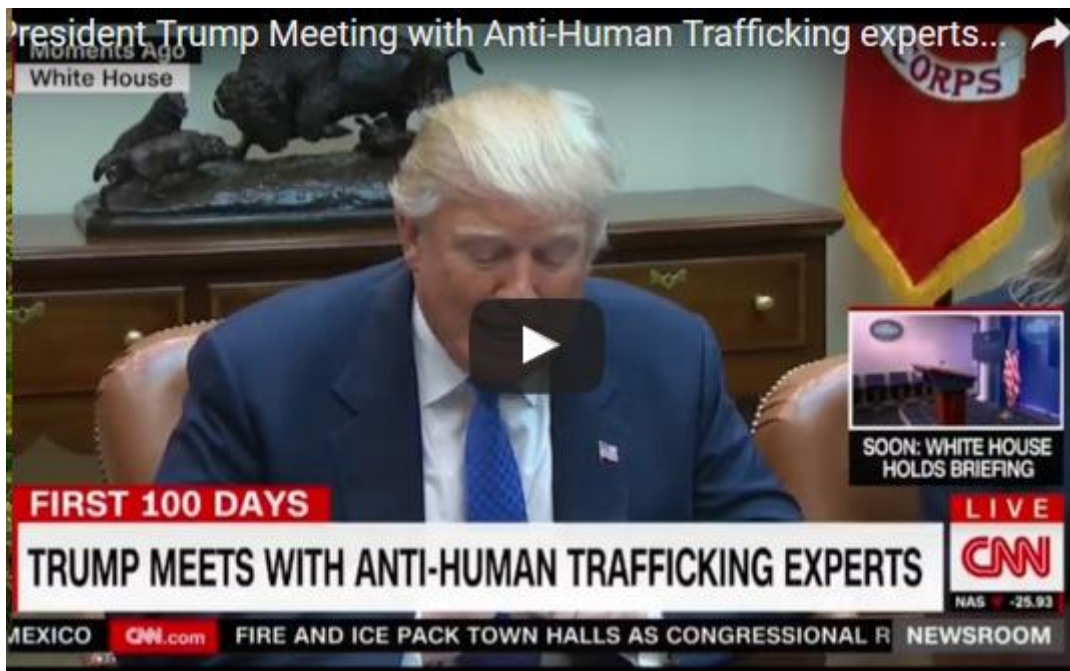 President Trump Meeting with Anti-Human Trafficking experts...
Moments Ago
White House
CORPS
SOON: WHITE HOUSE
HOLDS BRIEFING
FIRST 100 DAYS
LIVE
TRUMP MEETS WITH ANTI-HUMAN TRAFFICKING EXPERTS
CNN
NAS -25.93
MEXICO CNN.com FIRE AND ICE PACK TOWN HALLS AS CONGRESSIONAL R NEWSROOM